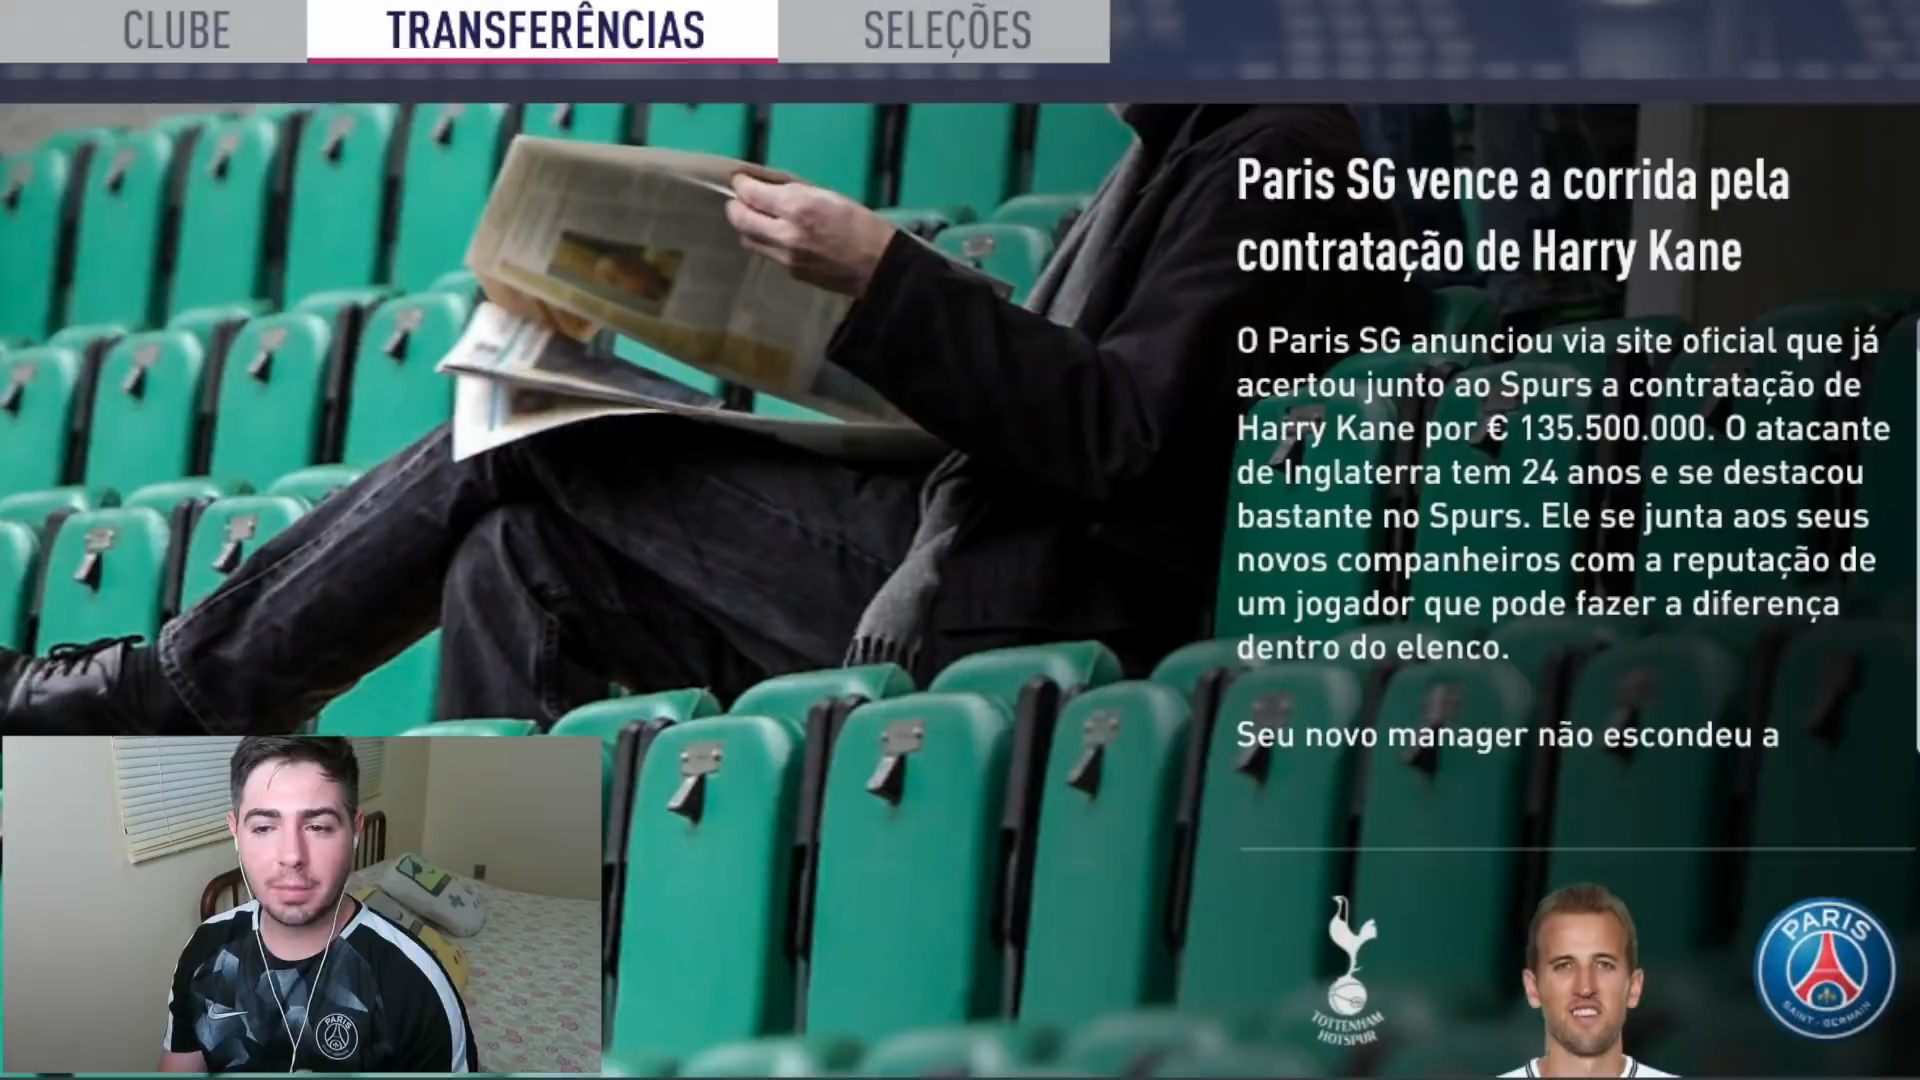 CLUBE
TRANSFERÊNCIAS
SELEÇÕES
Paris SG vence a corrida pela
contratação de Harry Kane
O Paris SG anunciou via site oficial que já
acertou junto ao Spurs a contratação de
Harry Kane por € 135.500.000. O atacante
de Inglaterra tem 24 anos e se destacou
bastante no Spurs. Ele se junta aos seus
novos companheiros com a reputação de
um jogador que pode fazer a diferença
dentro do elenco.
Seu novo manager não escondeu a
TOTTENHAM
HOTSPUR
PARIS
SAINT-GERMAIN
PARIS